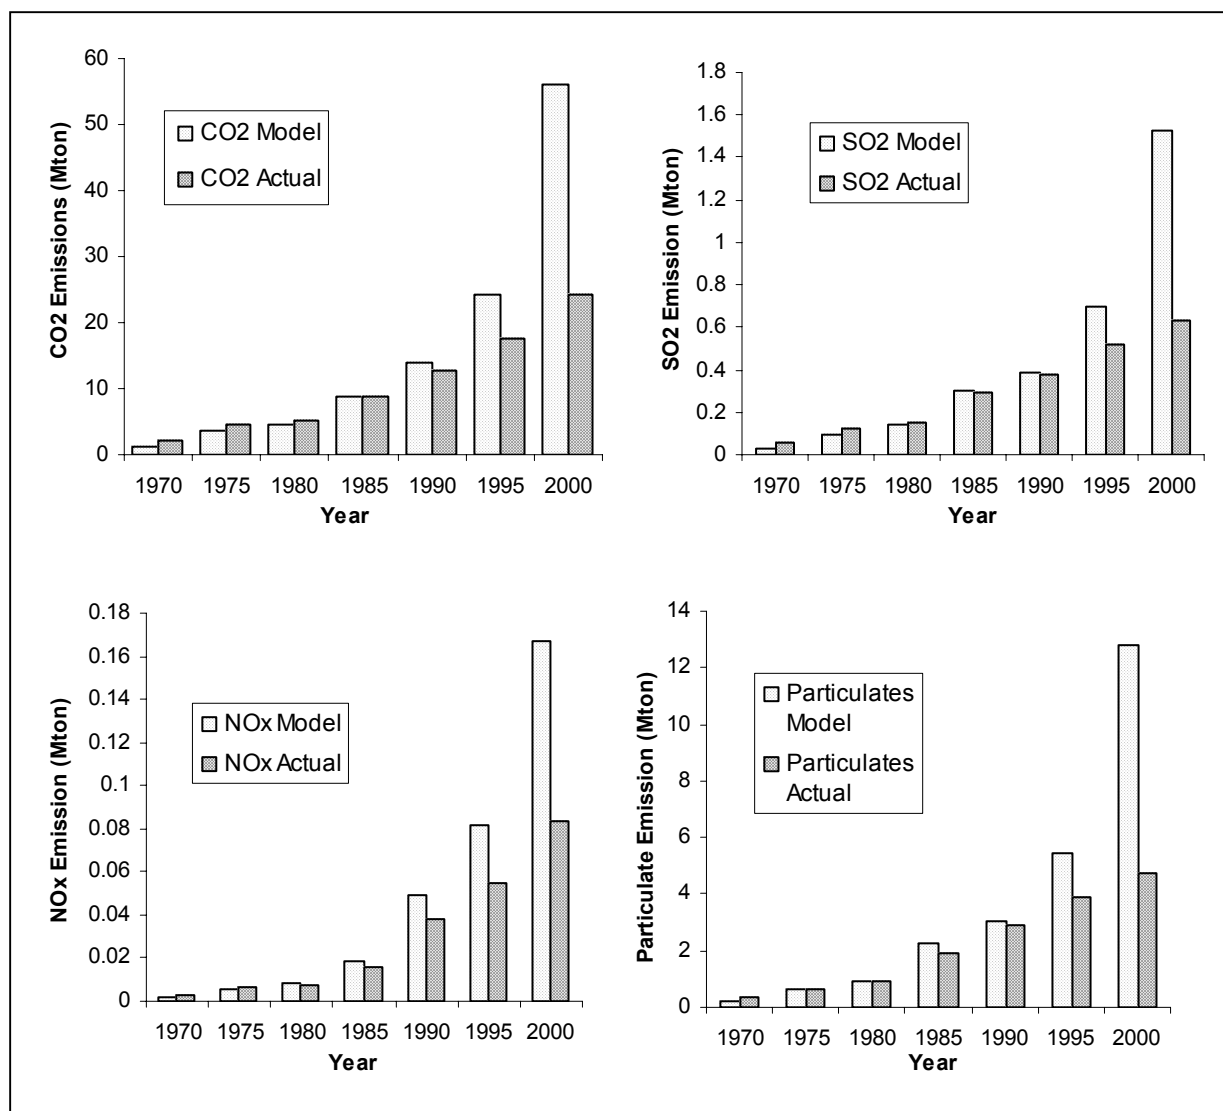 CO2 Emissions (Mton)
60
50
40
30
20
10
0
CO2 Model
CO2 Actual
1970 1975 1980 1985 1990 1995 2000
Year
SO2 Emission (Mton)
1.8
1.6
1.4
1.2
1
0.8
0.6
0.4
0.2
0
SO2 Model
SO2 Actual
1970 1975 1980 1985 1990 1995 2000
Year
NOx Emission (Mton)
0.18
0.16
0.14
0.12
0.1
0.08
0.06
0.04
0.02
0
NOx Model
NOx Actual
1970 1975 1980 1985 1990 1995 2000
Year
Particulate Emission (Mton)
14
12
10
8
6
4
2
0
Particulates
Model
Particulates
Actual
1970 1975 1980 1985 1990 1995 2000
Year